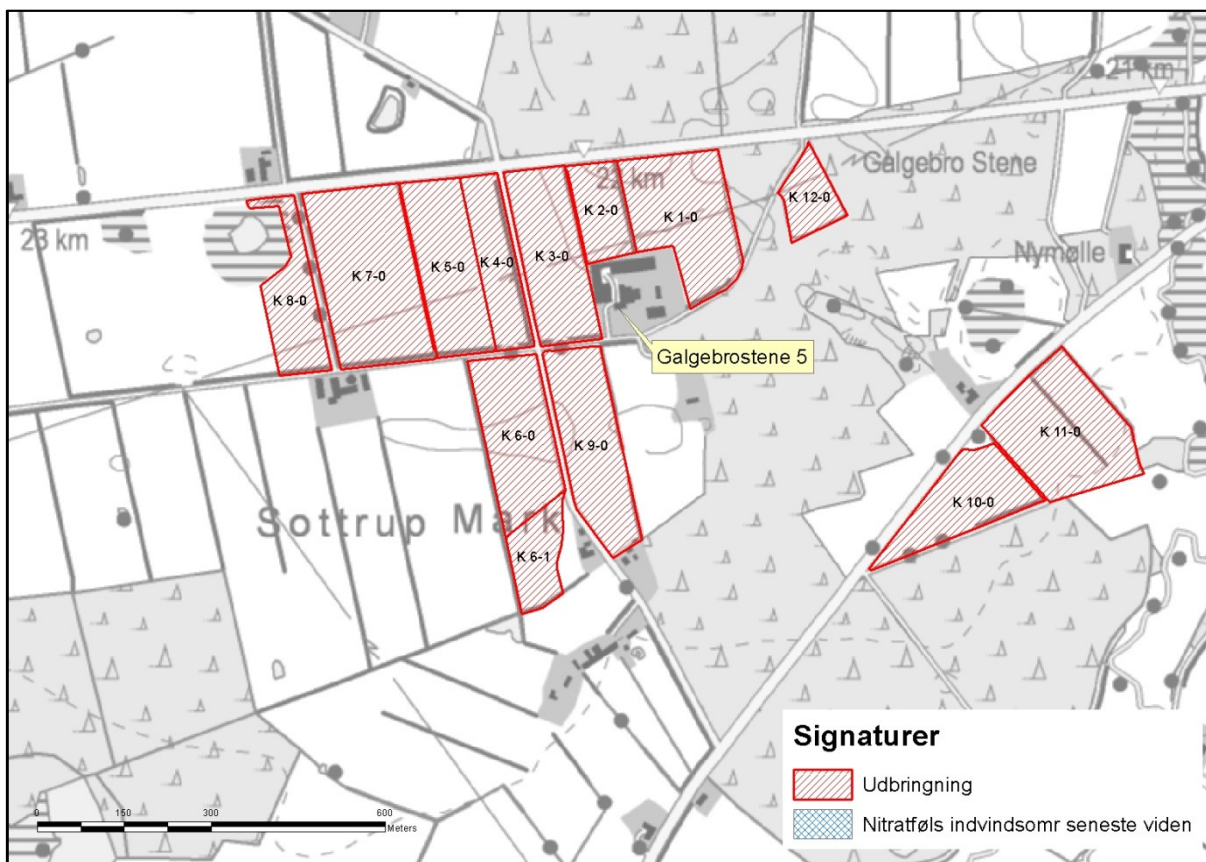 21 km
Galgebro Stene
22 km
K 12-0
K 2-0
K 1-0
23 km
Nymølle
K 3-0
K 4-0
K 5-0
K 7-0
K 8-0
Galgebrostene 5
K 6-0
K 9-0
K 11-0
K 10-0
Sottrup Mark
K 6-1
Signaturer
Udbringning
Nitratføls indvindsomr seneste viden
0 150 300 600
Meters